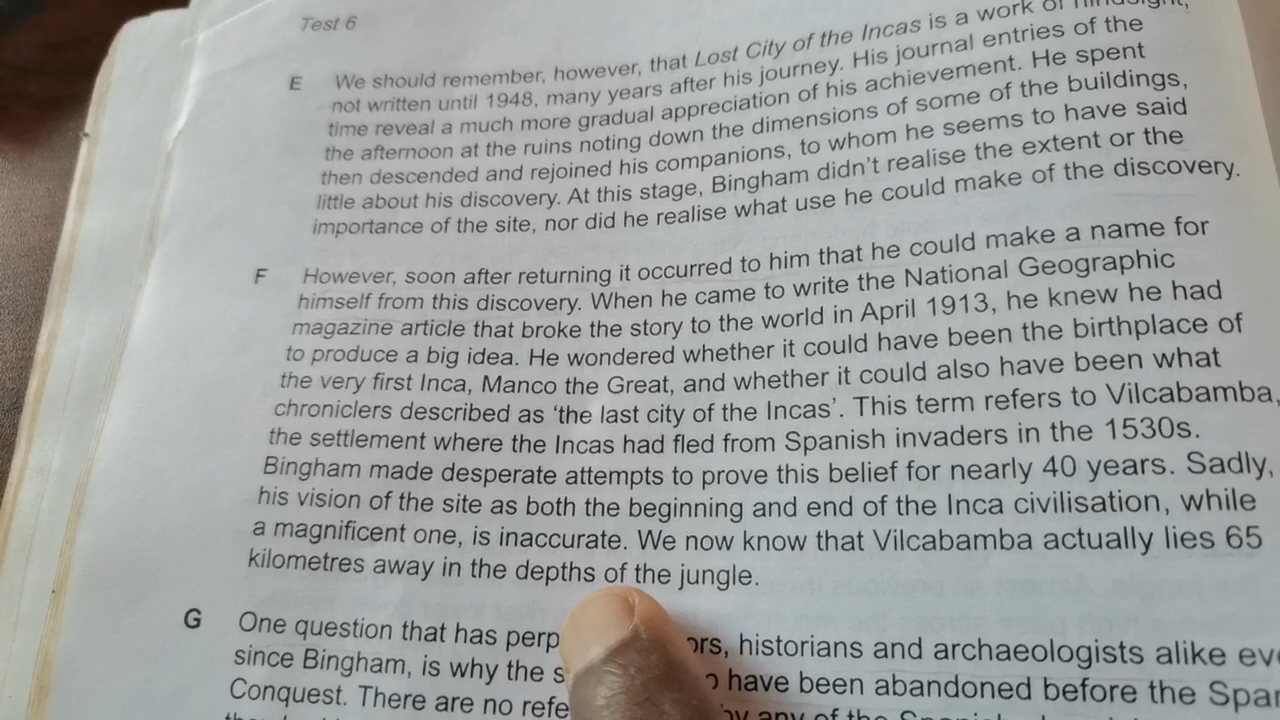 Test 6
E We should remember, however, that Lost City of the Incas is a work of hindsight,
not written until 1948, many years after his journey. His journal entries of the
time reveal a much more gradual appreciation of his achievement. He spent
the afternoon at the ruins noting down the dimensions of some of the buildings,
then descended and rejoined his companions, to whom he seems to have said
little about his discovery. At this stage, Bingham didn't realise the extent or the
importance of the site, nor did he realise what use he could make of the discovery.
F However, soon after returning it occurred to him that he could make a name for
himself from this discovery. When he came to write the National Geographic
magazine article that broke the story to the world in April 1913, he knew he had
to produce a big idea. He wondered whether it could have been the birthplace of
the very first Inca, Manco the Great, and whether it could also have been what
chroniclers described as 'the last city of the Incas'. This term refers to Vilcabamba,
the settlement where the Incas had fled from Spanish invaders in the 1530s.
Bingham made desperate attempts to prove this belief for nearly 40 years. Sadly,
his vision of the site as both the beginning and end of the Inca civilisation, while
a magnificent one, is inaccurate. We now know that Vilcabamba actually lies 65
kilometres away in the depths of the jungle.
G One question that has historians and archaeologists alike
since Bingham, is why the have been abandoned before the
Conquest. There are no by any of the